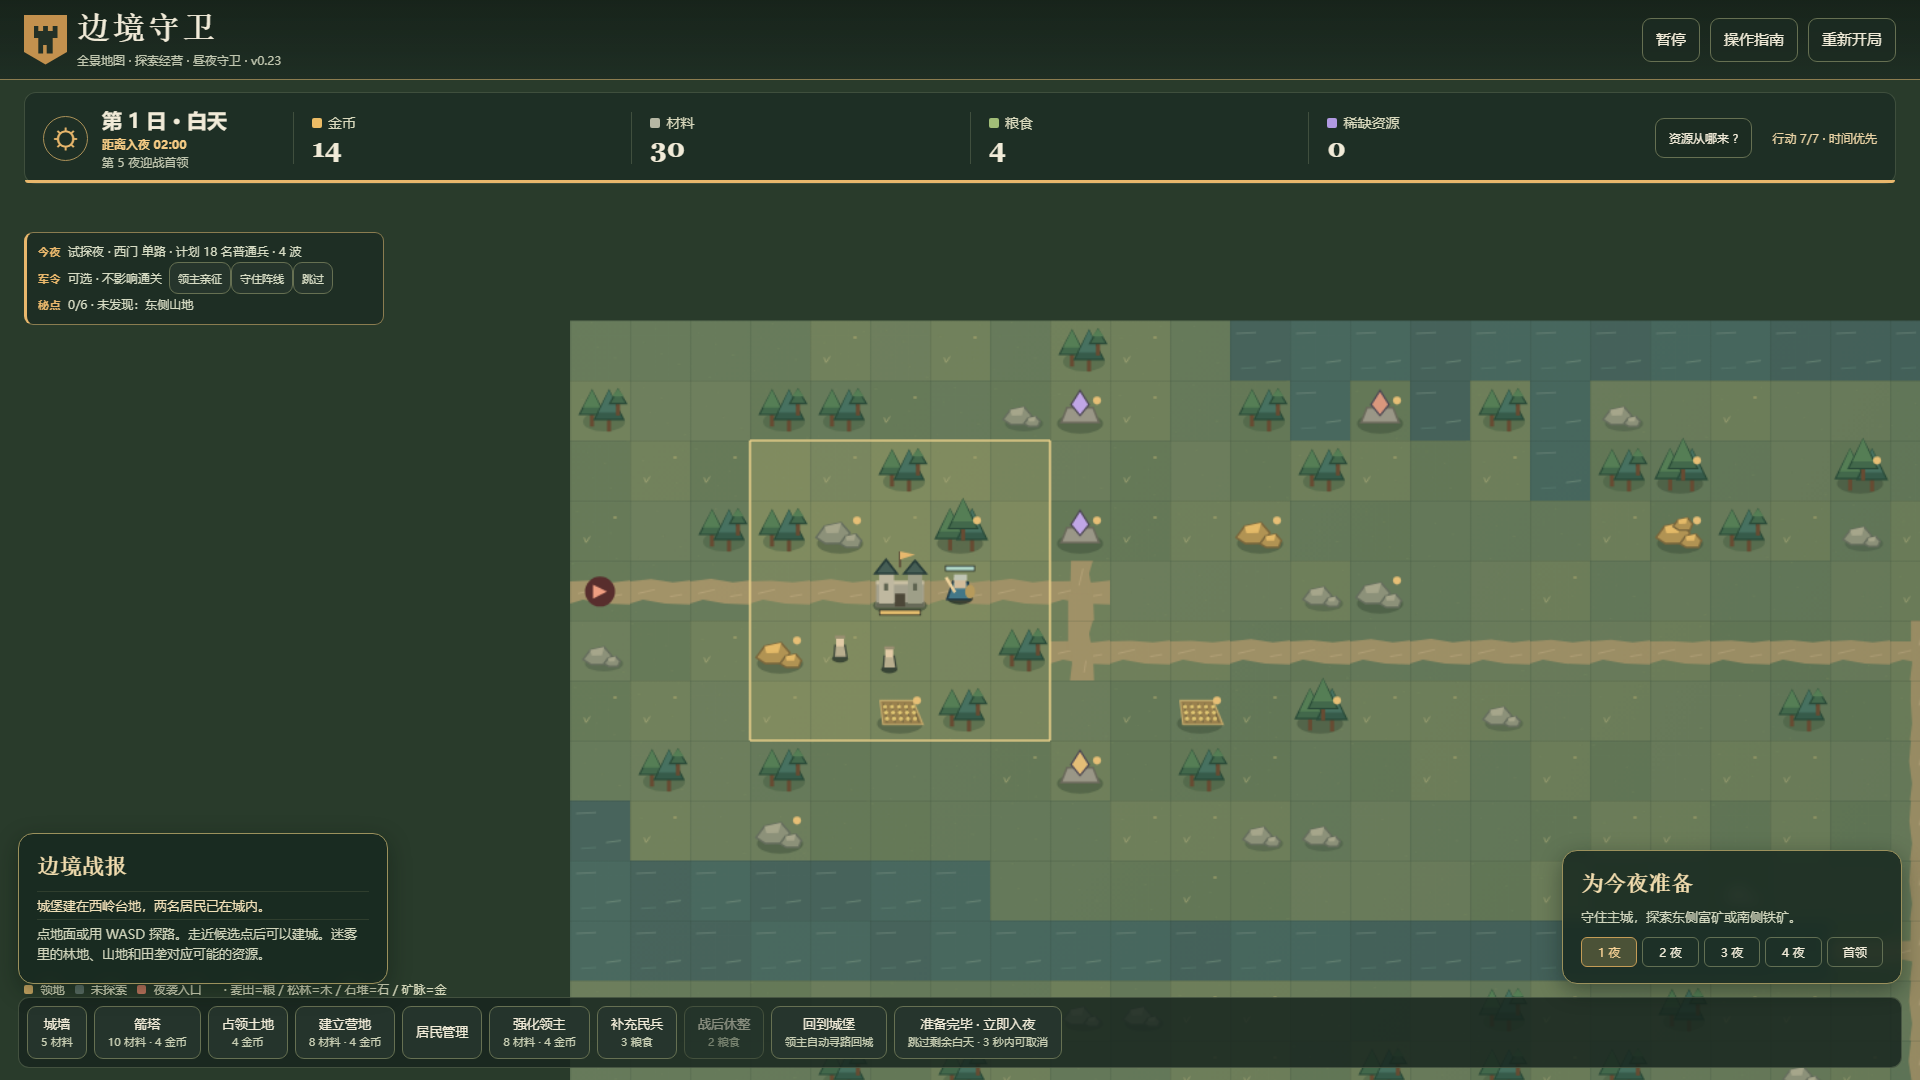 边境守卫
全景地图 · 探索经营 · 昼夜守卫 · v0.23
暂停
操作指南
重新开局
第 1 日 · 白天
距离入夜 02:00
第 5 夜迎战首领
金币
14
材料
30
粮食
4
稀缺资源
0
资源从哪来？
行动 7/7 · 时间优先
今夜 试探夜 · 西门 单路 · 计划 18 名普通兵 · 4 波
军令 可选 · 不影响通关 领主亲征 守住阵线 跳过
秘点 0/6 · 未发现：东侧山地
边境战报
城堡建在西岭台地，两名居民已在城内。
点地面或用 WASD 探路。走近候选点后可以建城。迷雾
里的林地、山地和田垄对应可能的资源。
领地 未探索 夜袭入口 · 麦田=粮 / 松林=木 / 石堆=石 / 矿脉=金
为今夜准备
守住主城，探索东侧富矿或南侧铁矿。
1 夜
2 夜
3 夜
4 夜
首领
城墙
5 材料
箭塔
10 材料 · 4 金币
占领土地
4 金币
建立营地
8 材料 · 4 金币
居民管理
强化领主
8 材料 · 4 金币
补充民兵
3 粮食
战后休整
2 粮食
回到城堡
领主自动寻路回城
准备完毕 · 立即入夜
跳过剩余白天 · 3 秒内可取消